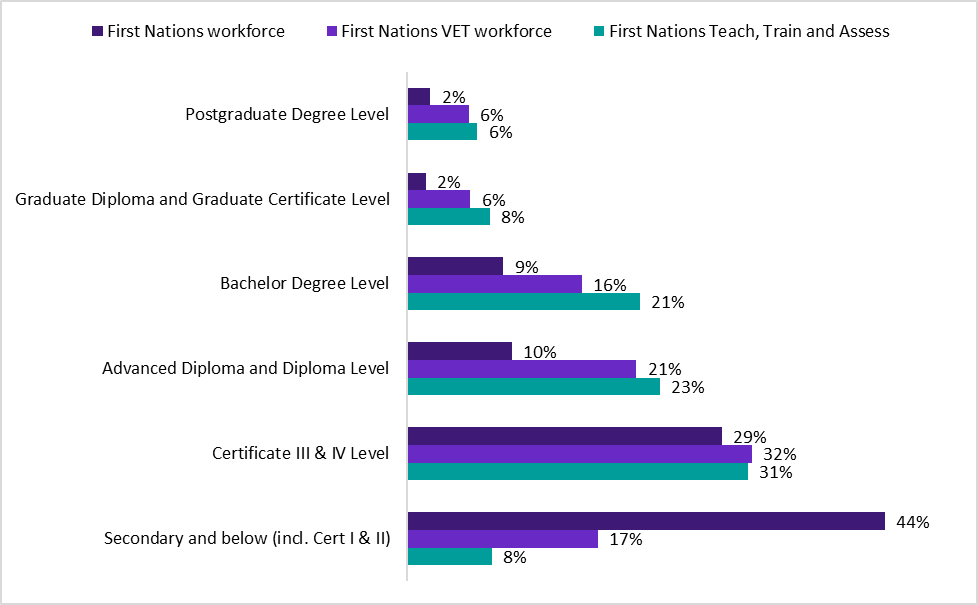 First Nations workforce First Nations VET workforce First Nations Teach, Train and Assess
Postgraduate Degree Level
2%
6%
6%
Graduate Diploma and Graduate Certificate Level
2%
6%
8%
Bachelor Degree Level
9%
16%
21%
Advanced Diploma and Diploma Level
10%
21%
23%
Certificate III & IV Level
29%
32%
31%
Secondary and below (incl. Cert I & II)
44%
17%
8%